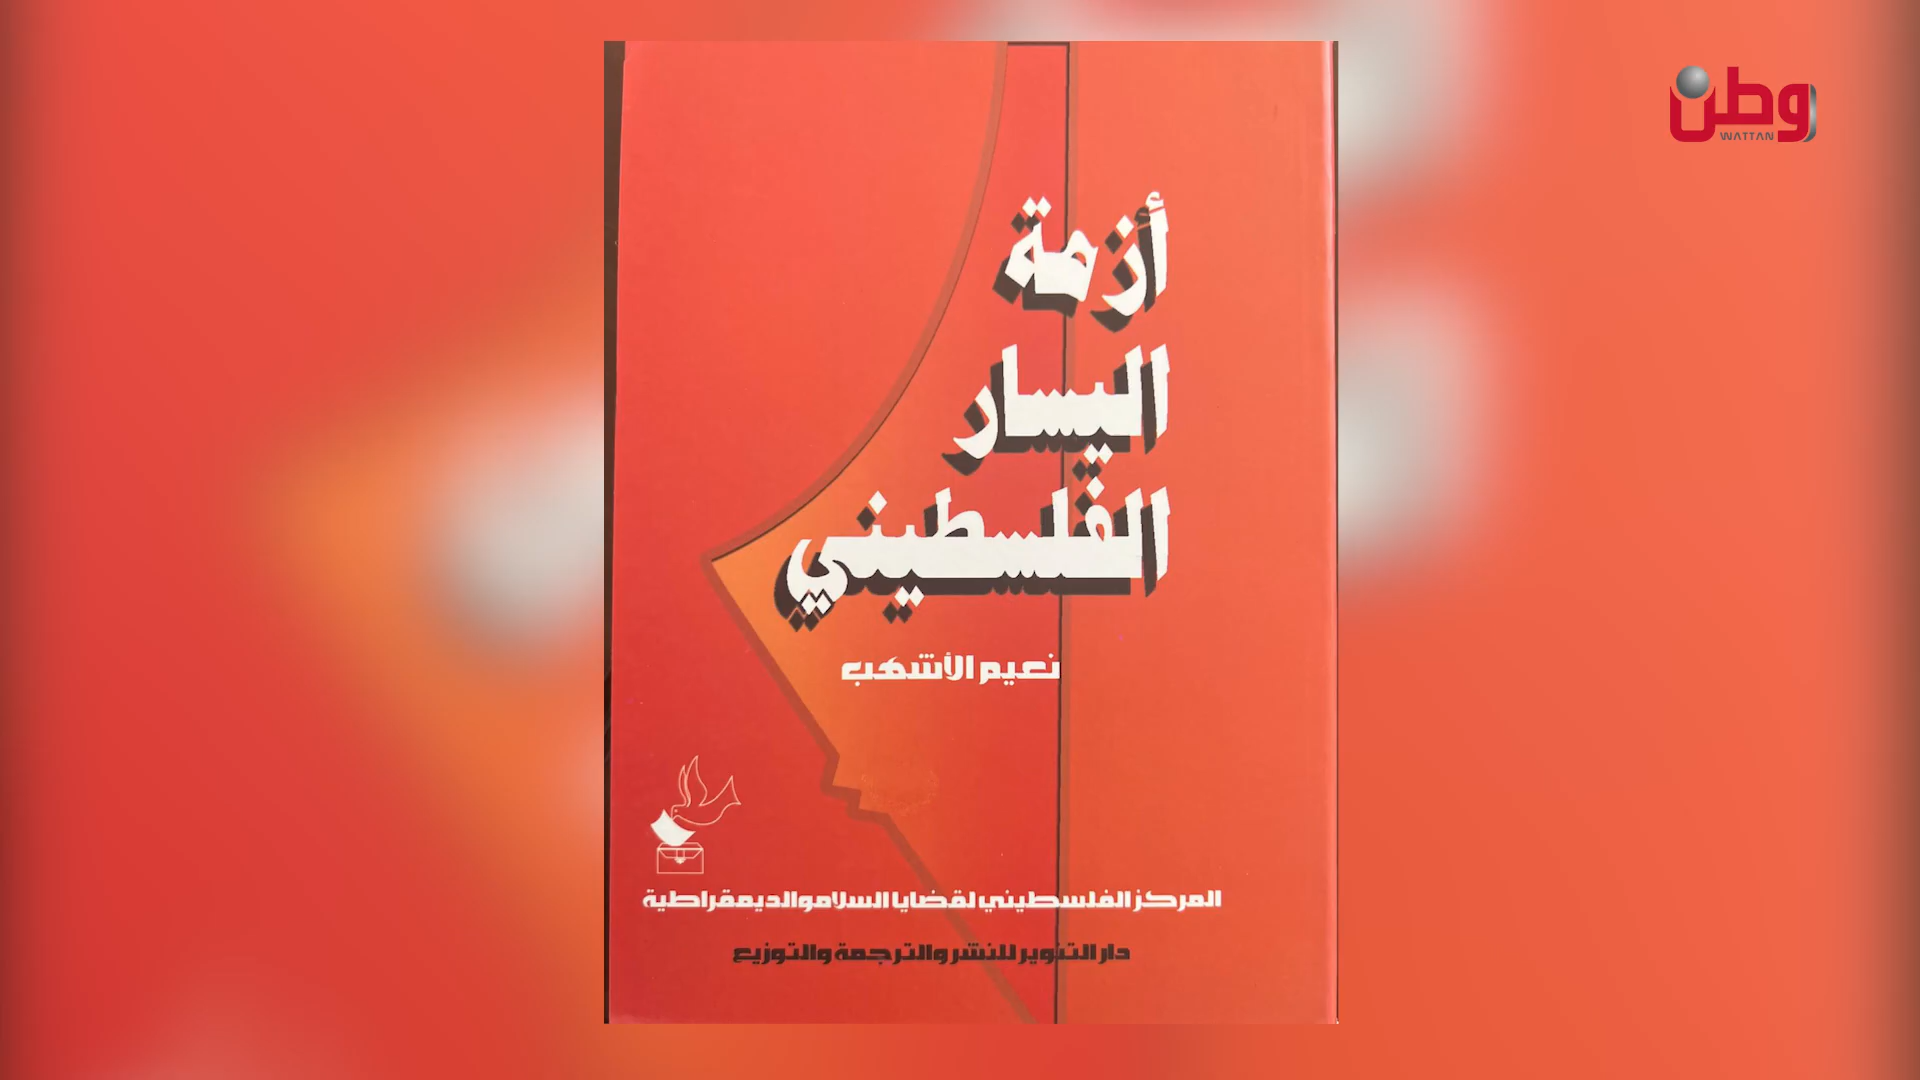 وطن
WATTAN
أزمة
اليسار
الفلسطيني
نعيم الأشهب
المركز الفلسطيني لقضايا السلام والديمقراطية
دار التنوير للنشر والترجمة والتوزيع